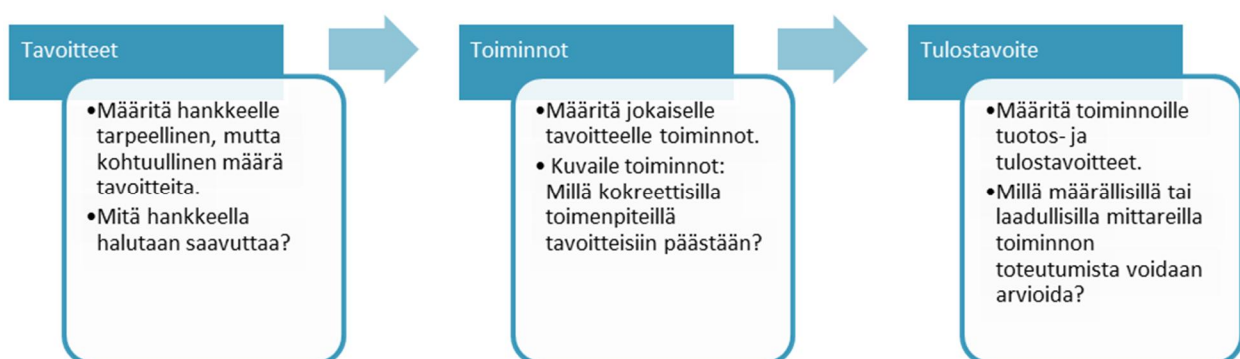 Tavoitteet
•Määritä hankkeelle
tarpeellinen, mutta
kohtuullinen määrä
tavoitteita.
•Mitä hankkeella
halutaan saavuttaa?
Toiminnot
•Määritä jokaiselle
tavoitteelle toiminnot.
• Kuvaile toiminnot:
Millä kokreettisilla
toimenpiteillä
tavoitteisiin päästään?
Tulostavoite
•Määritä toiminnoille
tuotos- ja
tulostavoitteet.
•Millä määrällisillä tai
laadullisilla mittareilla
toiminnon
toteutumista voidaan
arvioida?